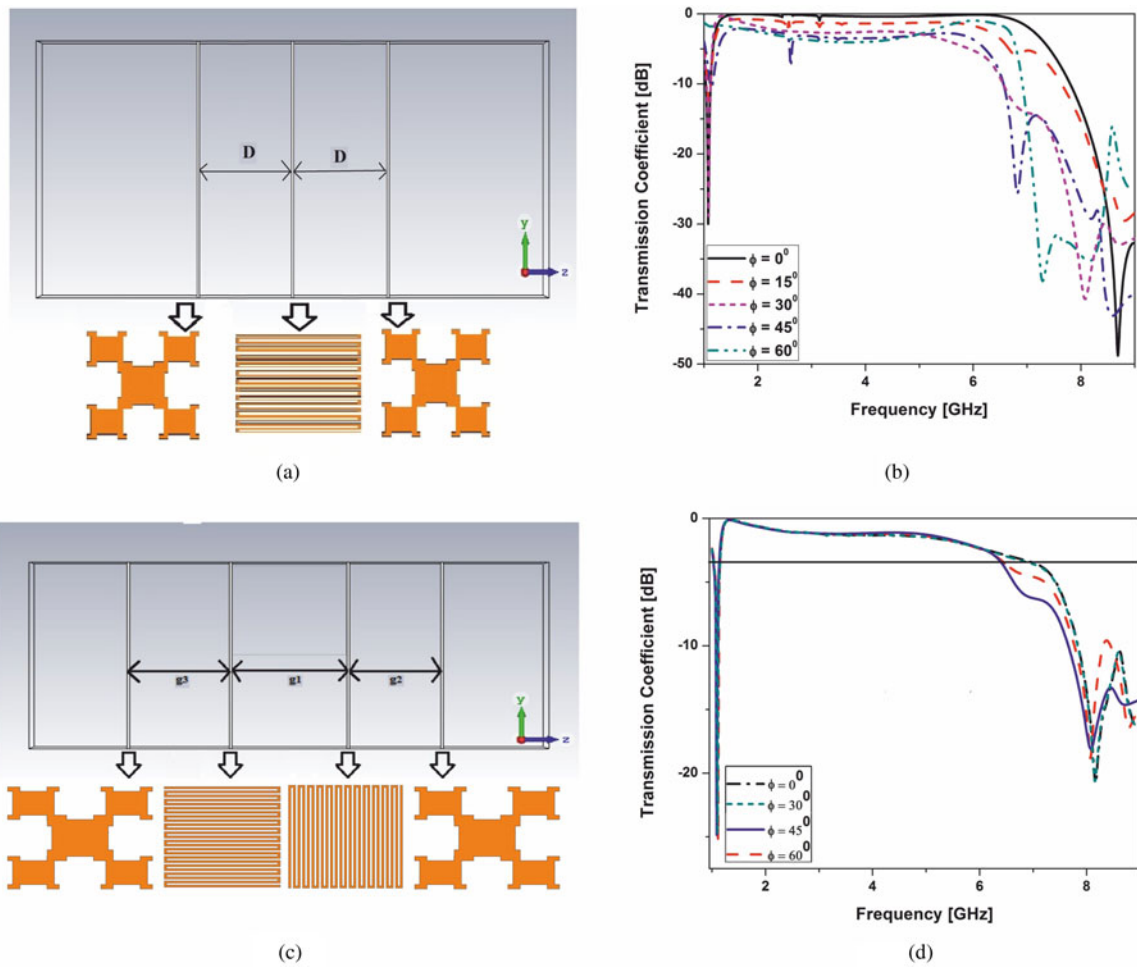 D
D
y
z
(a)
Transmission Coefficient [dB]
0
-10
-20
-30
-40
-50
ϕ = 0⁰
ϕ = 15⁰
ϕ = 30⁰
ϕ = 45⁰
ϕ = 60⁰
2
4
6
8
Frequency [GHz]
(b)
g3
g1
g2
y
z
(c)
Transmission Coefficient [dB]
0
-10
-20
ϕ = 0⁰
ϕ = 30⁰
ϕ = 45⁰
ϕ = 60⁰
2
4
6
8
Frequency [GHz]
(d)